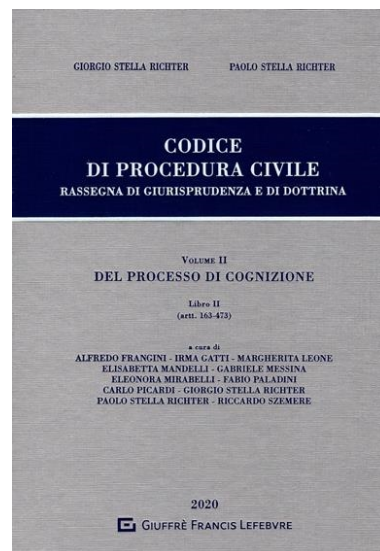 GIORGIO STELLA RICHTER PAOLO STELLA RICHTER
CODICE
DI PROCEDURA CIVILE
RASSEGNA DI GIURISPRUDENZA E DI DOTTRINA
VOLUME II
DEL PROCESSO DI COGNIZIONE
Libro II
(artt. 163-473)
a cura di
ALFREDO FRANGINI - IRMA GATTI - MARGHERITA LEONE
ELISABETTA MANDELLI - GABRIELE MESSINA
ELEONORA MIRABELLI - FABIO PALADINI
CARLO PICARDI - GIORGIO STELLA RICHTER
PAOLO STELLA RICHTER - RICCARDO SZEMERE
2020
GIUFFRÈ FRANCIS LEFEBVRE